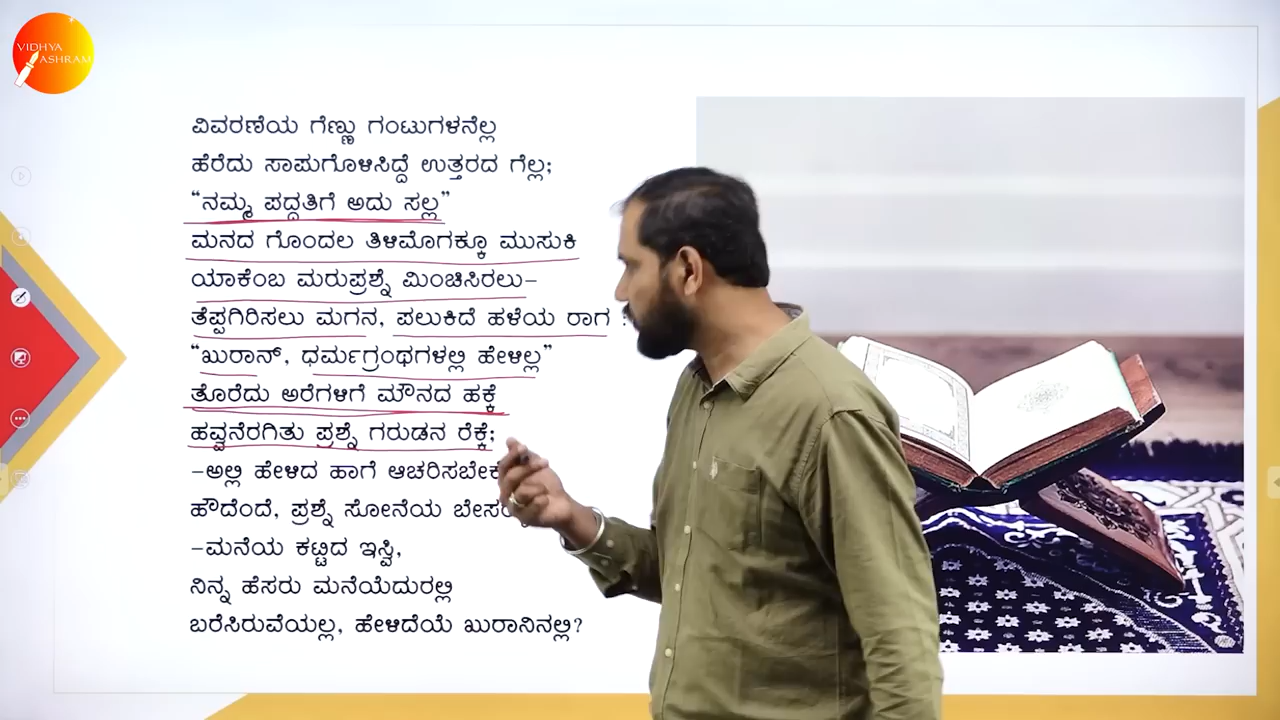 VIDHYA
ASHRAM
ವಿವರಣೆಯ ಗೆಣ್ಣು ಗಂಟುಗಳನೆಲ್ಲ
ಹೆರೆದು ಸಾಪುಗೊಳಿಸಿದ್ದೆ ಉತ್ತರದ ಗೆಲ್ಲ;
“ನಮ್ಮ ಪದ್ಧತಿಗೆ ಅದು ಸಲ್ಲ”
ಮನದ ಗೊಂದಲ ತಿಳಿಮೊಗಕ್ಕೂ ಮುಸುಕಿ
ಯಾಕೆಂಬ ಮರುಪ್ರಶ್ನೆ ಮಿಂಚಿಸಿರಲು–
ತೆಪ್ಪಗಿರಿಸಲು ಮಗನ, ಪಲುಕಿದೆ ಹಳೆಯ ರಾಗ :
“ಖುರಾನ್, ಧರ್ಮಗ್ರಂಥಗಳಲ್ಲಿ ಹೇಳಿಲ್ಲ”
ತೊರೆದು ಅರೆಗಳಿಗೆ ಮೌನದ ಹಕ್ಕೆ
ಹವ್ವನೆರಗಿತು ಪ್ರಶ್ನೆ ಗರುಡನ ರೆಕ್ಕೆ;
–ಅಲ್ಲಿ ಹೇಳಿದ ಹಾಗೆ
ಹೌದೆಂದೆ, ಪ್ರಶ್ನೆ ಸೋನೆಯ
–ಮನೆಯ ಕಟ್ಟಿದ ಇಸ್ವಿ,
ನಿನ್ನ ಹೆಸರು ಮನೆಯೆದುರಲ್ಲಿ
ಬರೆಸಿರುವೆಯಲ್ಲ, ಹೇಳಿದೆಯೆ ಖುರಾನಿನಲ್ಲಿ?